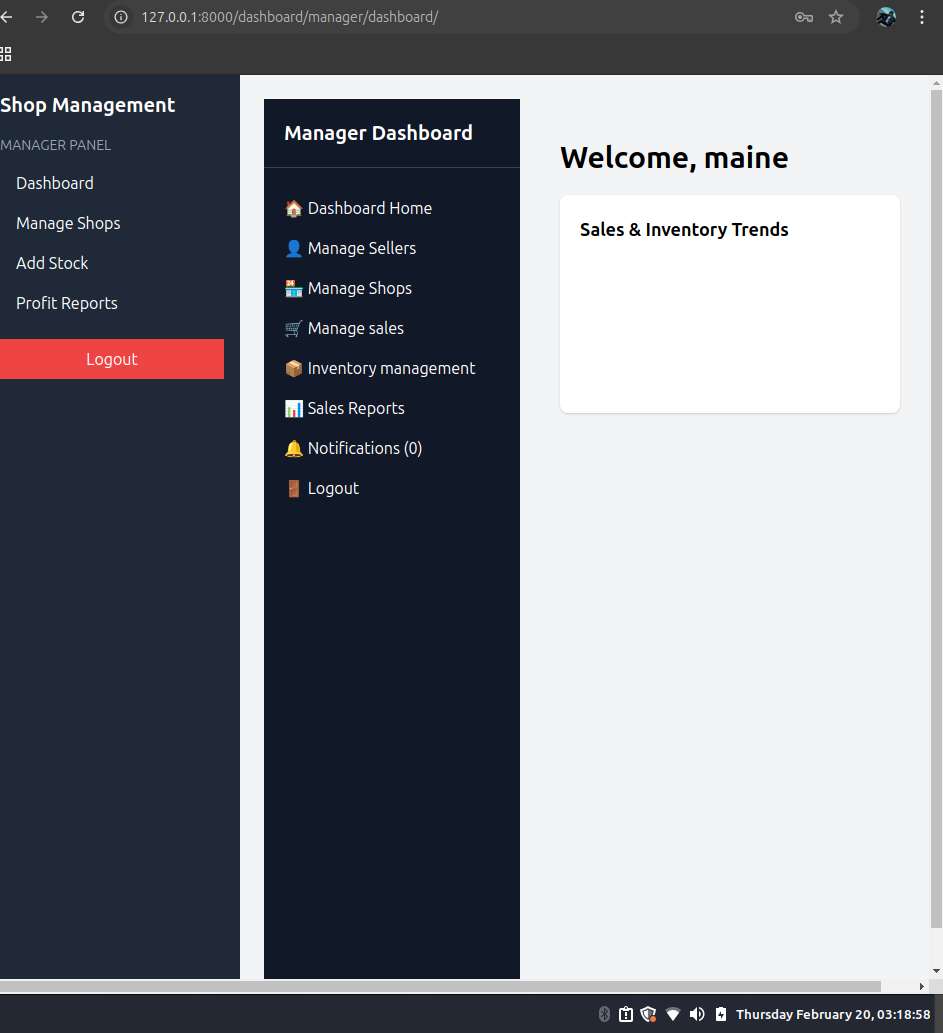 127.0.0.1:8000/dashboard/manager/dashboard/
Shop Management
MANAGER PANEL
Dashboard
Manage Shops
Add Stock
Profit Reports
Logout
Manager Dashboard
Dashboard Home
Manage Sellers
Manage Shops
Manage sales
Inventory management
Sales Reports
Notifications (0)
Logout
Welcome, maine
Sales & Inventory Trends
Thursday February 20, 03:18:58